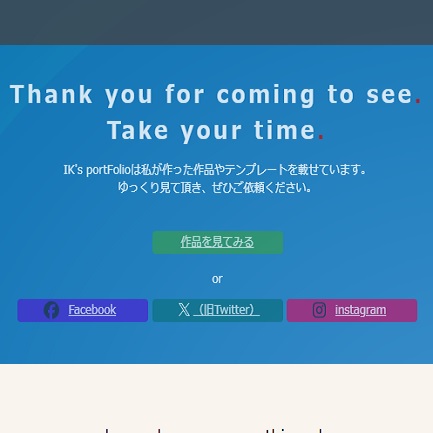 Thank you for coming to see.
Take your time.
IK's portFolioは私が作った作品やテンプレートを載せています。
ゆっくり見て頂き、ぜひご依頼ください。
作品を見てみる
or
Facebook
（旧Twitter）
instagram